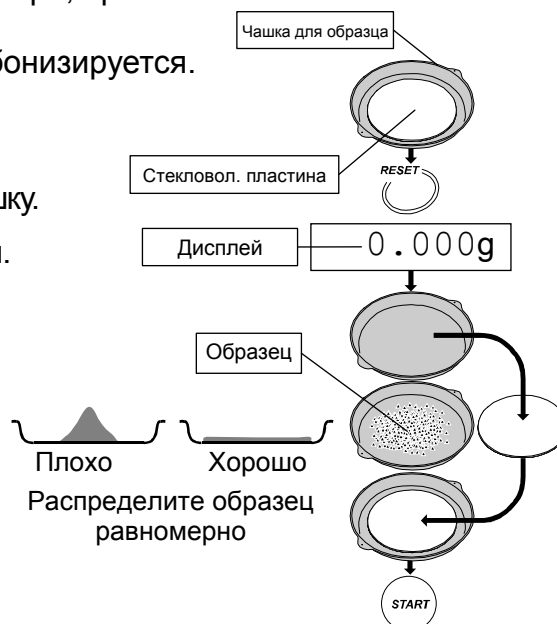 Чашка для образца
бонизируется.
Стекловол. пластина
RESET
шку.
Дисплей
0.000g
Образец
Плохо
Хорошо
Распределите образец
равномерно
START